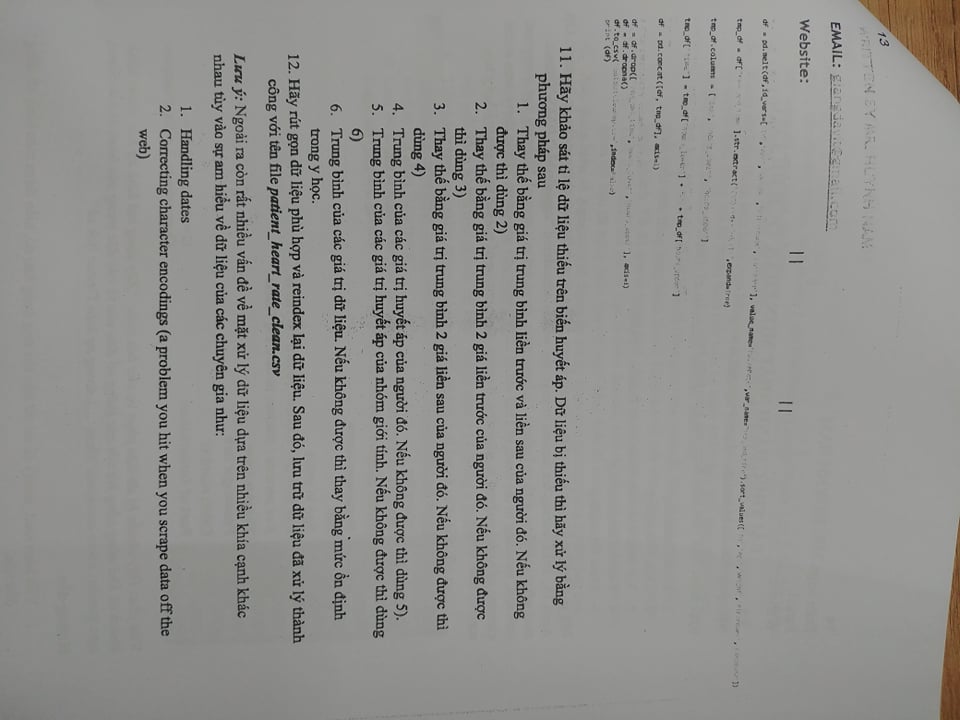 13
WRITTEN BY MR. HOANG NAM
EMAIL:
Website:
df = pd.melt(df,id_vars=[ ], value_name= ,var_name= ).sort_values([ ])
tmp_df = df[ ].str.extract( ,expand=True)
tmp_df.columns = [ ]
tmp_df[ ] = tmp_df[ ] + + tmp_df[ ]
df = pd.concat([df, tmp_df], axis=1)
df = df.drop([ ], axis=1)
df = df.dropna()
df.to_csv( ,index=False)
print (df)
11. Hãy khảo sát tỉ lệ dữ liệu thiếu trên biến huyết áp. Dữ liệu bị thiếu thì hãy xử lý bằng
phương pháp sau
1. Thay thế bằng giá trị trung bình liền trước và liền sau của người đó. Nếu không
được thì dùng 2)
2. Thay thế bằng giá trị trung bình 2 giá liền trước của người đó. Nếu không được
thì dùng 3)
3. Thay thế bằng giá trị trung bình 2 giá liền sau của người đó. Nếu không được thì
dùng 4)
4. Trung bình của các giá trị huyết áp của người đó. Nếu không được thì dùng 5).
5. Trung bình của các giá trị huyết áp của nhóm giới tính. Nếu không được thì dùng
6)
6. Trung bình của các giá trị dữ liệu. Nếu không được thì thay bằng mức ổn định
trong y học.
12. Hãy rút gọn dữ liệu phù hợp và reindex lại dữ liệu. Sau đó, lưu trữ dữ liệu đã xử lý thành
công với tên file patient_heart_rate_clean.csv
Lưu ý: Ngoài ra còn rất nhiều vấn đề về mặt xử lý dữ liệu dựa trên nhiều khía cạnh khác
nhau tùy vào sự am hiểu về dữ liệu của các chuyên gia như:
1. Handling dates
2. Correcting character encodings (a problem you hit when you scrape data off the
web)